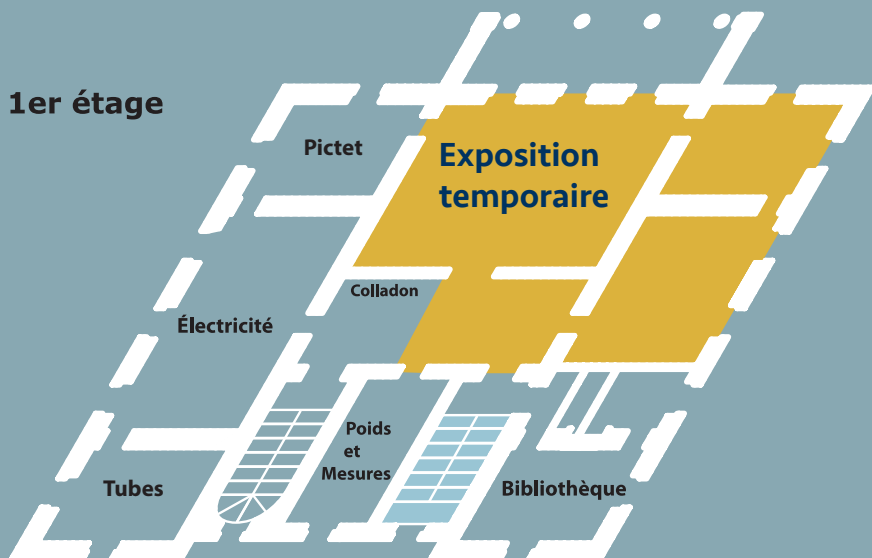 1er étage
Pictet
Exposition
temporaire
Colladon
Électricité
Poids
et
Mesures
Tubes
Bibliothèque